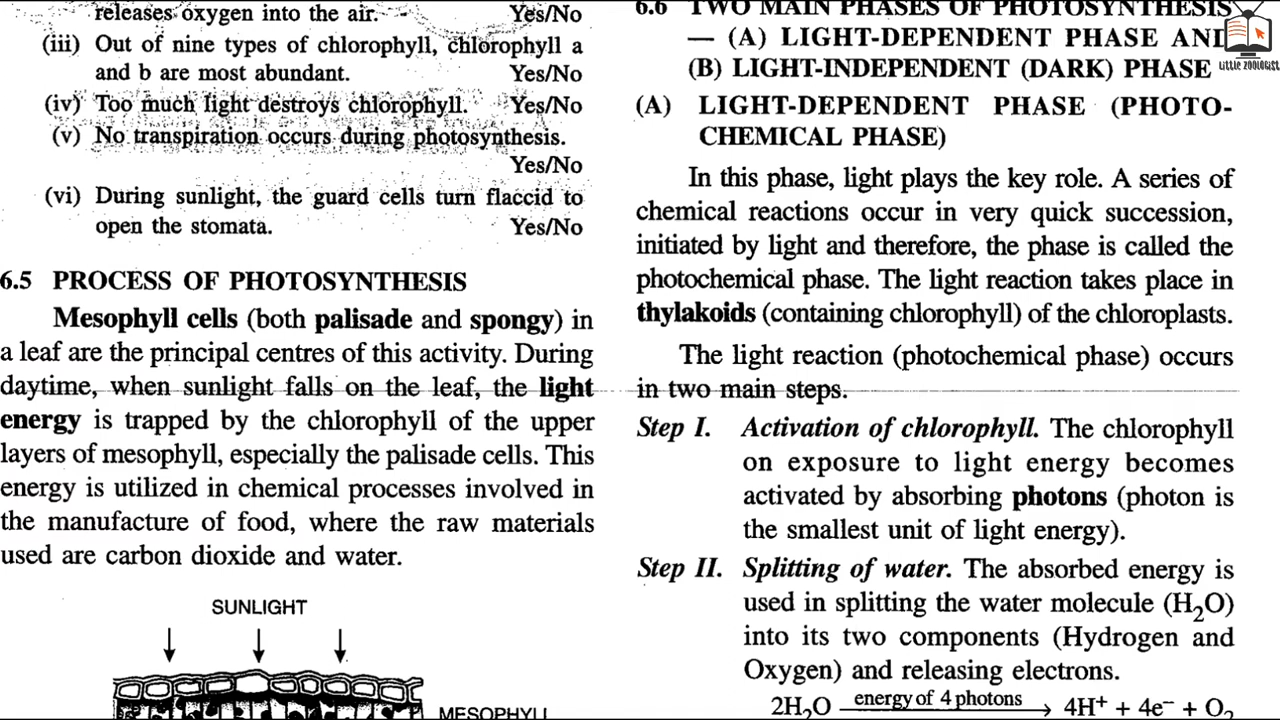 releases oxygen into the air. Yes/No
(iii) Out of nine types of chlorophyll, chlorophyll a
and b are most abundant. Yes/No
(iv) Too much light destroys chlorophyll. Yes/No
(v) No transpiration occurs during photosynthesis.
Yes/No
(vi) During sunlight, the guard cells turn flaccid to
open the stomata. Yes/No
6.5 PROCESS OF PHOTOSYNTHESIS
Mesophyll cells (both palisade and spongy) in
a leaf are the principal centres of this activity. During
daytime, when sunlight falls on the leaf, the light
energy is trapped by the chlorophyll of the upper
layers of mesophyll, especially the palisade cells. This
energy is utilized in chemical processes involved in
the manufacture of food, where the raw materials
used are carbon dioxide and water.
SUNLIGHT
MESOPHYLL
6.6 TWO MAIN PHASES OF PHOTOSYNTHESIS
— (A) LIGHT-DEPENDENT PHASE AND
(B) LIGHT-INDEPENDENT (DARK) PHASE
(A) LIGHT-DEPENDENT PHASE (PHOTO-
CHEMICAL PHASE)
In this phase, light plays the key role. A series of
chemical reactions occur in very quick succession,
initiated by light and therefore, the phase is called the
photochemical phase. The light reaction takes place in
thylakoids (containing chlorophyll) of the chloroplasts.
The light reaction (photochemical phase) occurs
in two main steps.
Step I. Activation of chlorophyll. The chlorophyll
on exposure to light energy becomes
activated by absorbing photons (photon is
the smallest unit of light energy).
Step II. Splitting of water. The absorbed energy is
used in splitting the water molecule (H₂O)
into its two components (Hydrogen and
Oxygen) and releasing electrons.
energy of 4 photons
2H₂O → 4H⁺ + 4e⁻ + O₂
LITTLE ZOOLOGIST